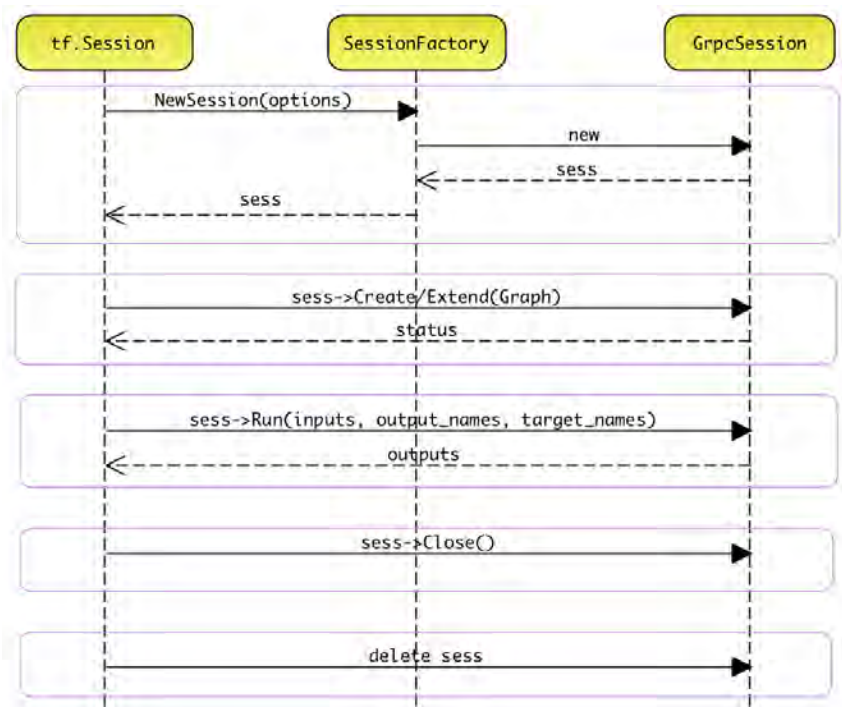 tf.Session
SessionFactory
GrpcSession
NewSession(options)
new
sess
sess
sess->Create/Extend(Graph)
status
sess->Run(inputs, output_names, target_names)
outputs
sess->Close()
delete sess